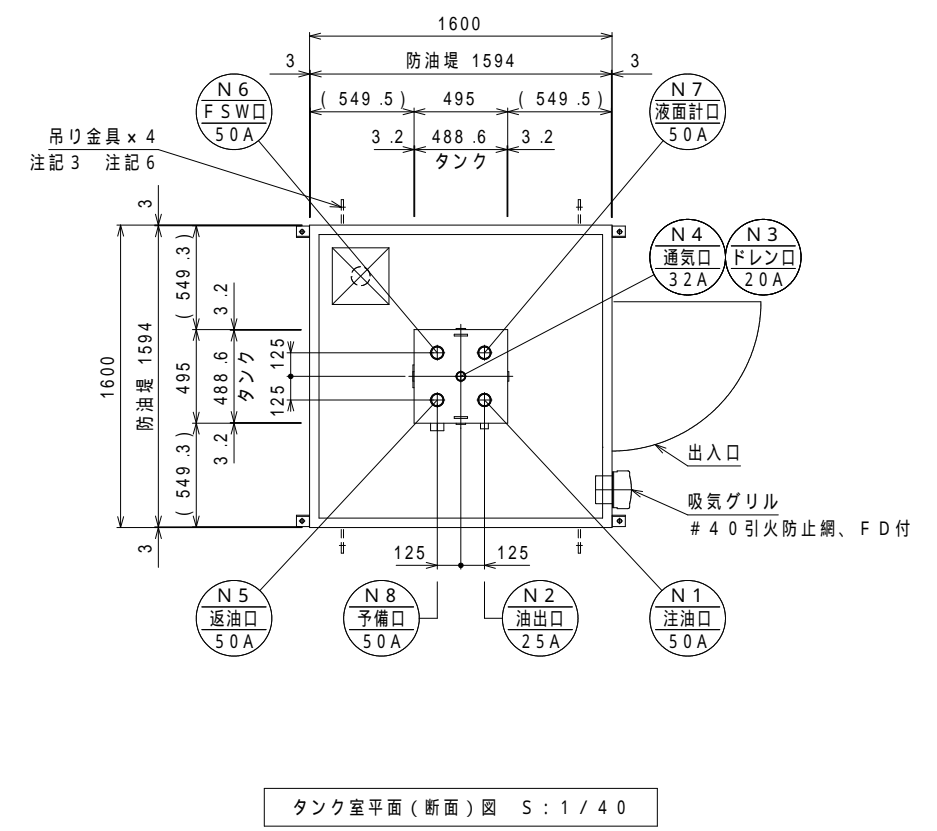 1600
3 防油堤 1594 3
(549.5) 495 (549.5)
3.2 488.6 3.2
タンク
N6
FSW口
50A
N7
液面計口
50A
吊り金具×4
注記3 注記6
N4
通気口
32A
N3
ドレン口
20A
3
1600
防油堤 1594
3
(549.3)
495
(549.3)
3.2
488.6
タンク
3.2
125
125
出入口
吸気グリル
#40引火防止網、FD付
125 125
N5
返油口
50A
N8
予備口
50A
N2
油出口
25A
N1
注油口
50A
タンク室平面(断面)図 S:1/40